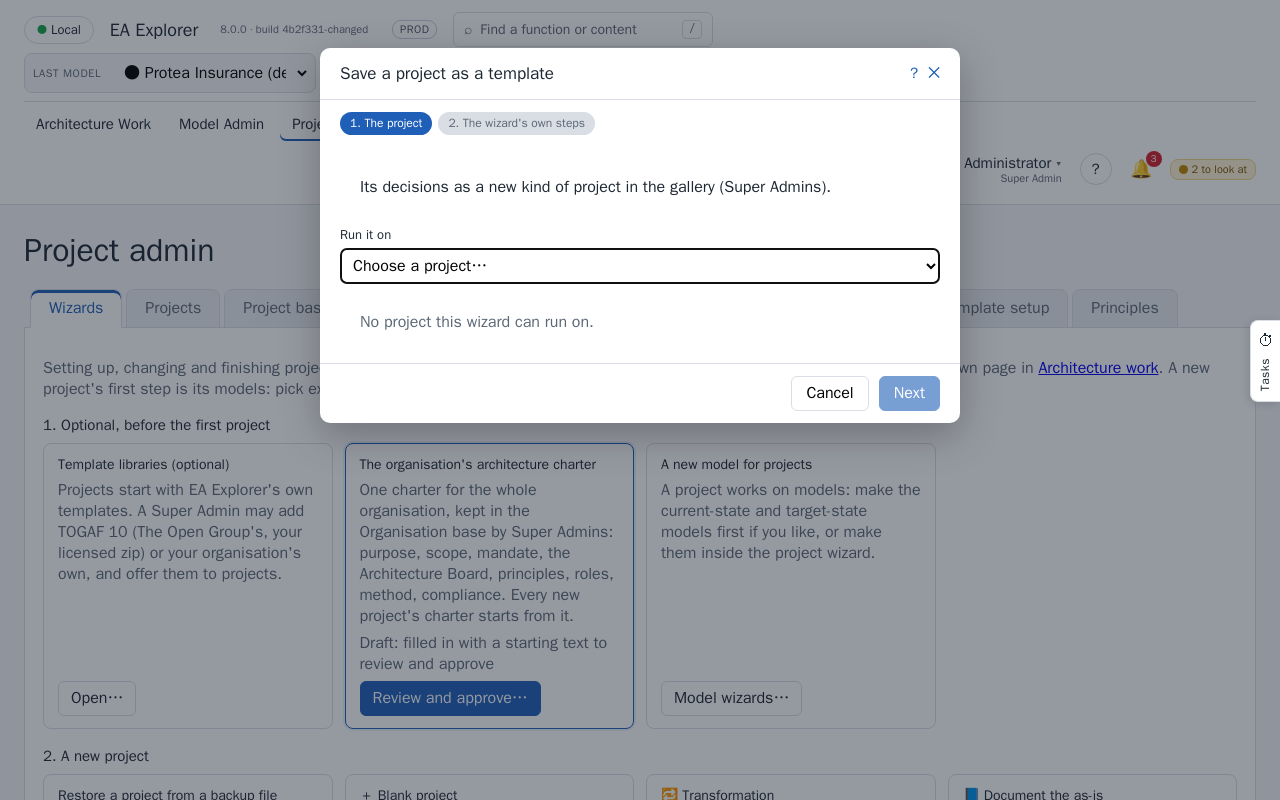 Local
EA Explorer
8.0.0 · build 4b2f331-changed
PROD
Find a function or content
/
LAST MODEL
Protea Insurance (de
Architecture Work
Model Admin
Administrator
Super Admin
?
3
2 to look at
Save a project as a template
?
1. The project
2. The wizard's own steps
Its decisions as a new kind of project in the gallery (Super Admins).
Run it on
Choose a project…
No project this wizard can run on.
Cancel
Next
Project admin
Wizards
Projects
Project bas
mplate setup
Principles
Tasks
Setting up, changing and finishing proje
wn page in Architecture work. A new
project's first step is its models: pick ex
1. Optional, before the first project
Template libraries (optional)
Projects start with EA Explorer's own
templates. A Super Admin may add
TOGAF 10 (The Open Group's, your
licensed zip) or your organisation's
own, and offer them to projects.
Open…
The organisation's architecture charter
One charter for the whole
organisation, kept in the
Organisation base by Super Admins:
purpose, scope, mandate, the
Architecture Board, principles, roles,
method, compliance. Every new
project's charter starts from it.
Draft: filled in with a starting text to
review and approve
Review and approve…
A new model for projects
A project works on models: make the
current-state and target-state
models first if you like, or make
them inside the project wizard.
Model wizards…
2. A new project
Restore a project from a backup file
+ Blank project
Transformation
Document the as-is